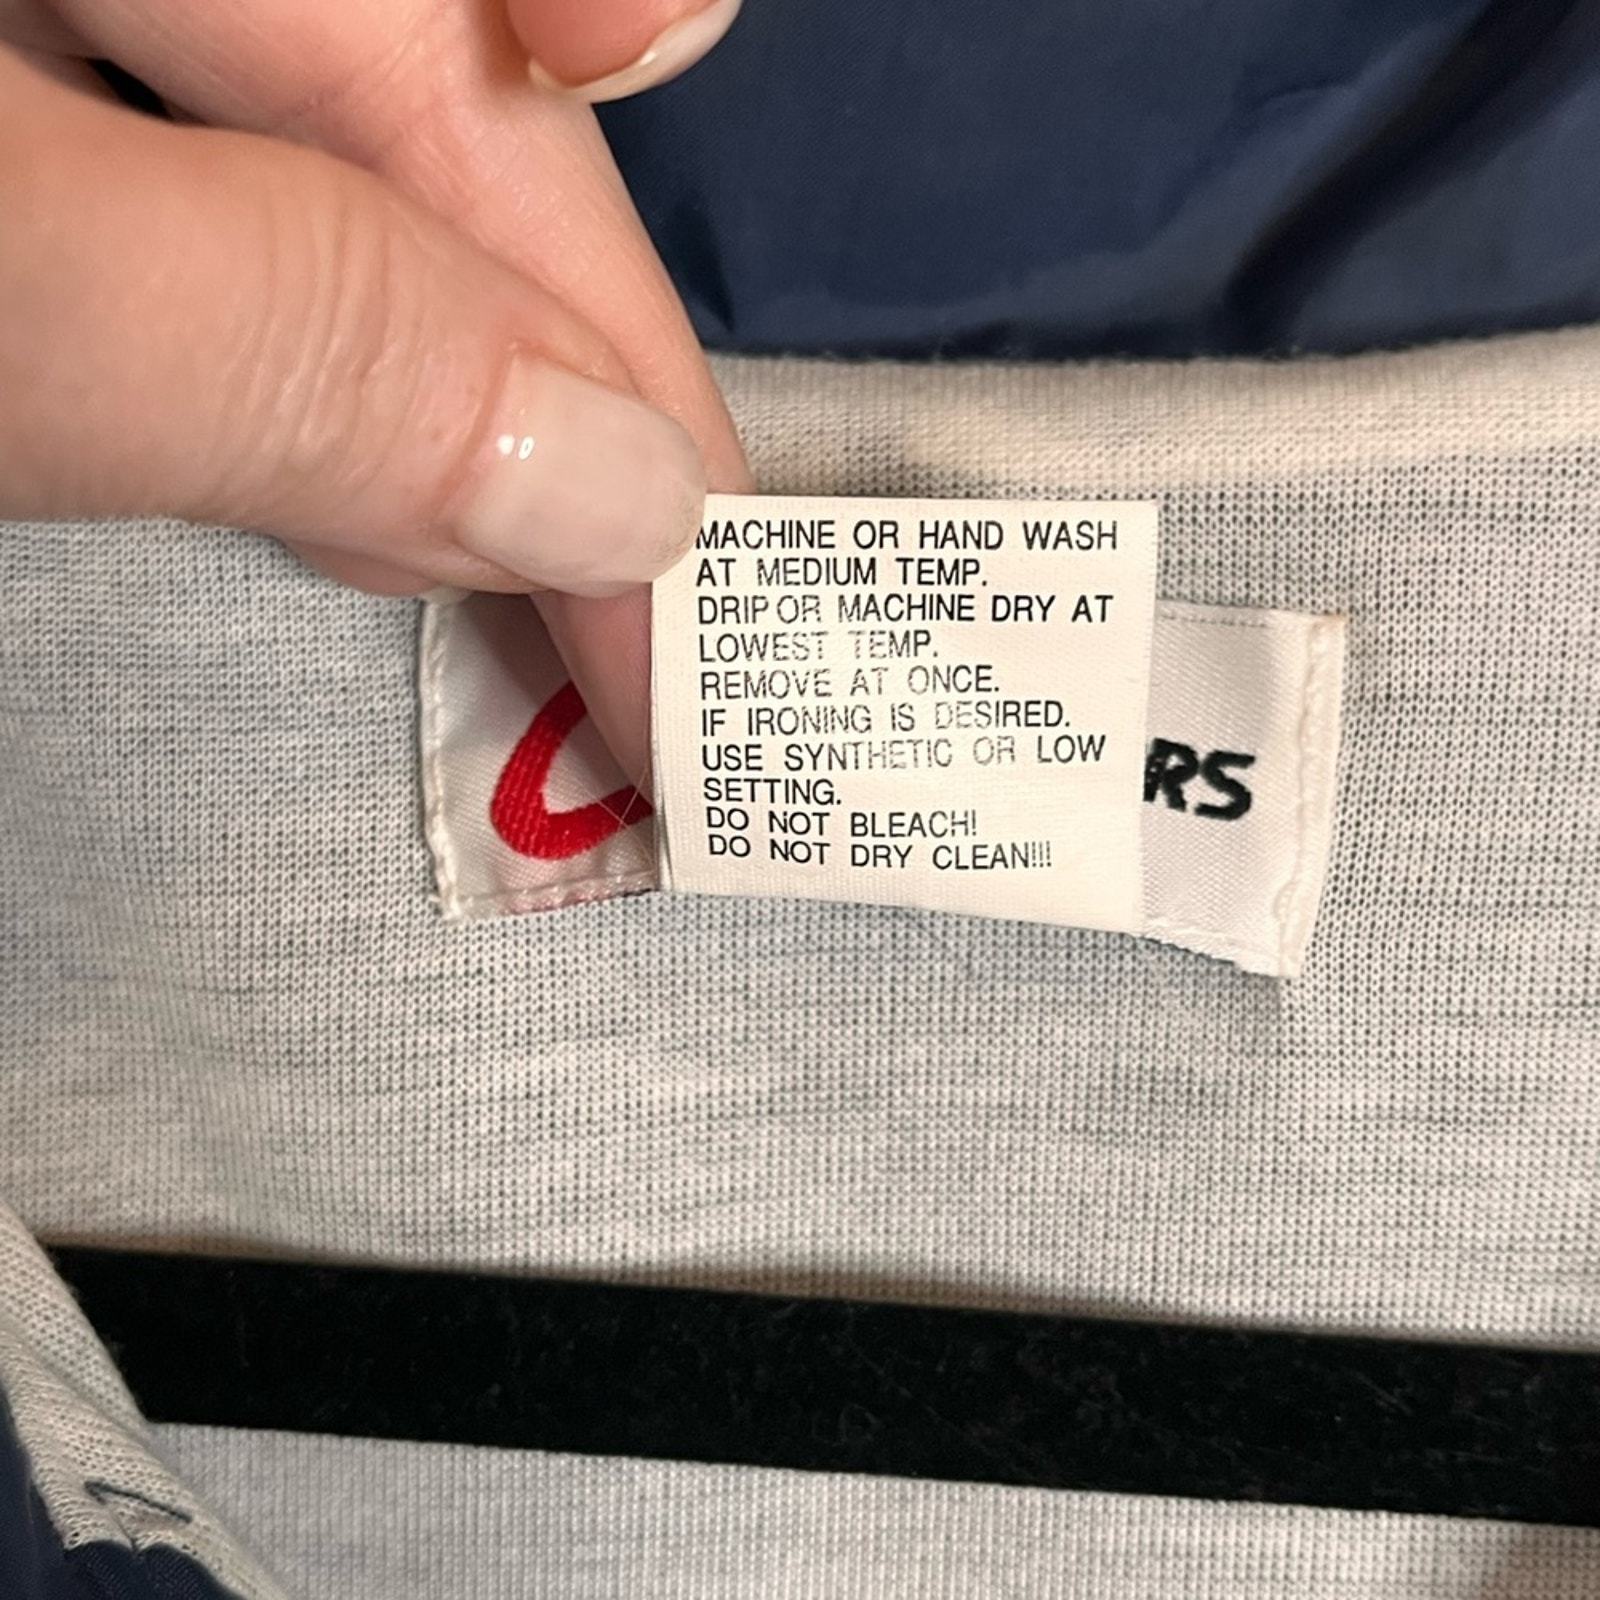 MACHINE OR HAND WASH
AT MEDIUM TEMP.
DRIP OR MACHINE DRY AT
LOWEST TEMP.
REMOVE AT ONCE.
IF IRONING IS DESIRED.
USE SYNTHETIC OR LOW
SETTING.
DO NOT BLEACH!
DO NOT DRY CLEAN!!!